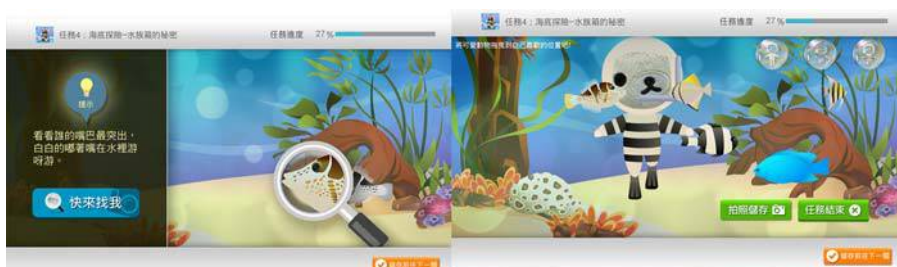 任務4：海底探險-水族箱的秘密
任務進度 27%
提示
看看誰的嘴巴最突出，
白白的嘟著嘴在水裡游
呀游。
快來找我
任務4：海底探險-水族箱的秘密
任務進度 27%
拍照儲存
任務結束